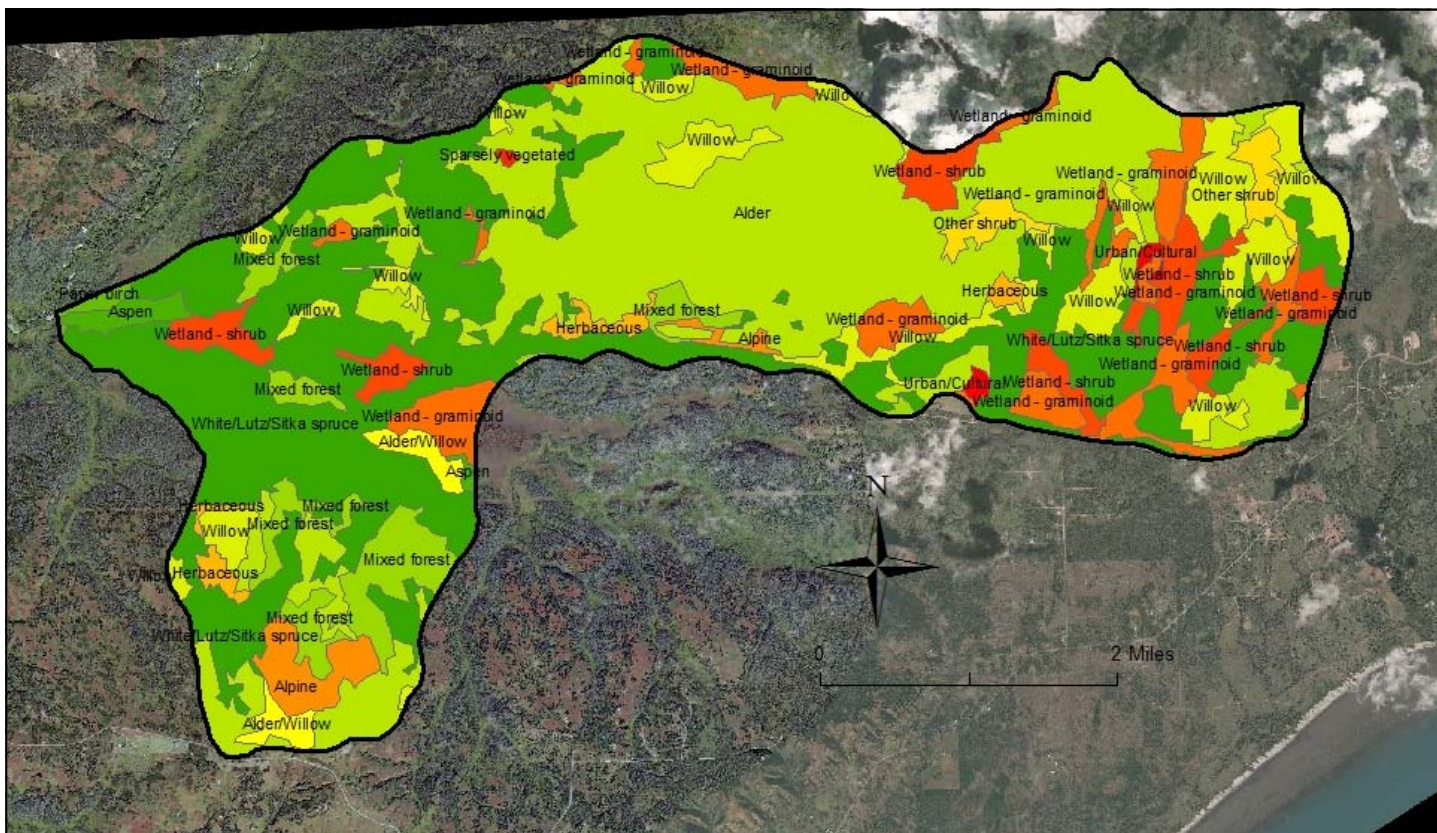 Wetland - graminoid
Wetland - graminoid
Wetland - graminoid
Willow
Willow
Willow
Wetland - graminoid
Willow
Sparsely vegetated
Wetland - shrub
Wetland - graminoid
Willow
Willow
Wetland - graminoid
Other shrub
Willow
Wetland - graminoid
Alder
Other shrub
Wetland - graminoid
Willow
Willow
Mixed forest
Urban/Cultural
Willow
Willow
Wetland - shrub
Paper birch
Aspen
Willow
Herbaceous
Willow
Wetland - graminoid
Wetland - shrub
Wetland - graminoid
Mixed forest
Wetland - shrub
Herbaceous
Alpine
Wetland - graminoid
Willow
White/Lutz/Sitka spruce
Wetland - shrub
Wetland - graminoid
Wetland - shrub
Mixed forest
Urban/Cultural
Wetland - shrub
Wetland - graminoid
Willow
Wetland - graminoid
White/Lutz/Sitka spruce
Alder/Willow
Aspen
N
Herbaceous
Mixed forest
Willow
Mixed forest
Mixed forest
Willow
Herbaceous
Mixed forest
White/Lutz/Sitka spruce
0
2 Miles
Alpine
Alder/Willow